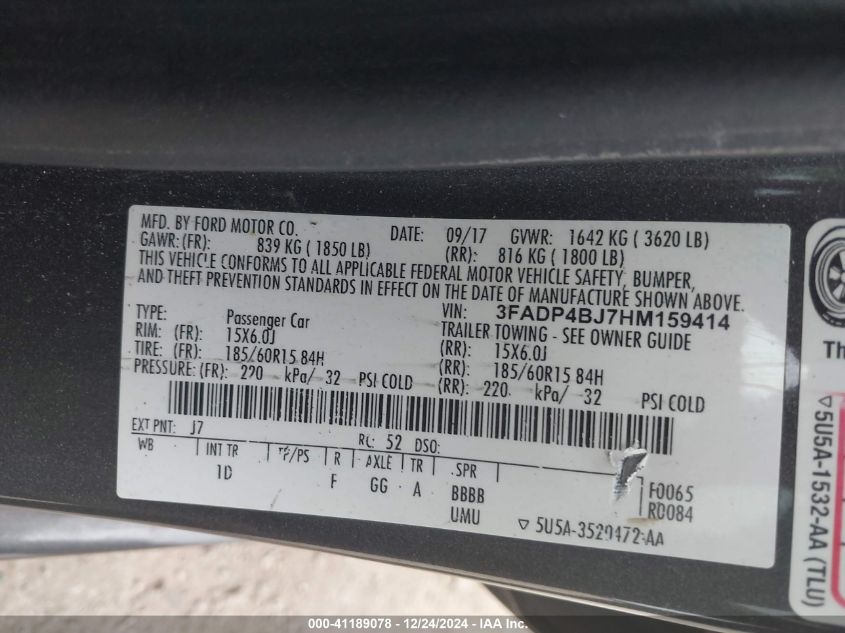 MFD. BY FORD MOTOR CO. DATE: 09/17 GVWR: 1642 KG ( 3620 LB)
GAWR: (FR): 839 KG ( 1850 LB) (RR): 816 KG ( 1800 LB)
THIS VEHICLE CONFORMS TO ALL APPLICABLE FEDERAL MOTOR VEHICLE SAFETY, BUMPER,
AND THEFT PREVENTION STANDARDS IN EFFECT ON THE DATE OF MANUFACTURE SHOWN ABOVE.
TYPE: Passenger Car VIN: 3FADP4BJ7HM159414
TRAILER TOWING - SEE OWNER GUIDE
RIM: (FR): 15X6.0J (RR): 15X6.0J
TIRE: (FR): 185/60R15 84H (RR): 185/60R15 84H
PRESSURE: (FR): 220 kPa/ 32 PSI COLD (RR): 220 kPa/ 32 PSI COLD
EXT PNT: J7 RC: 52 DSO:
WB INT TR TP/PS R AXLE TR SPR
1D F GG A BBBB F0065
UMU RD084
▽ 5U5A-3520472-AA
Th
▽5U5A-1532-AA (TLU)
000-41189078 - 12/24/2024 - IAA Inc.